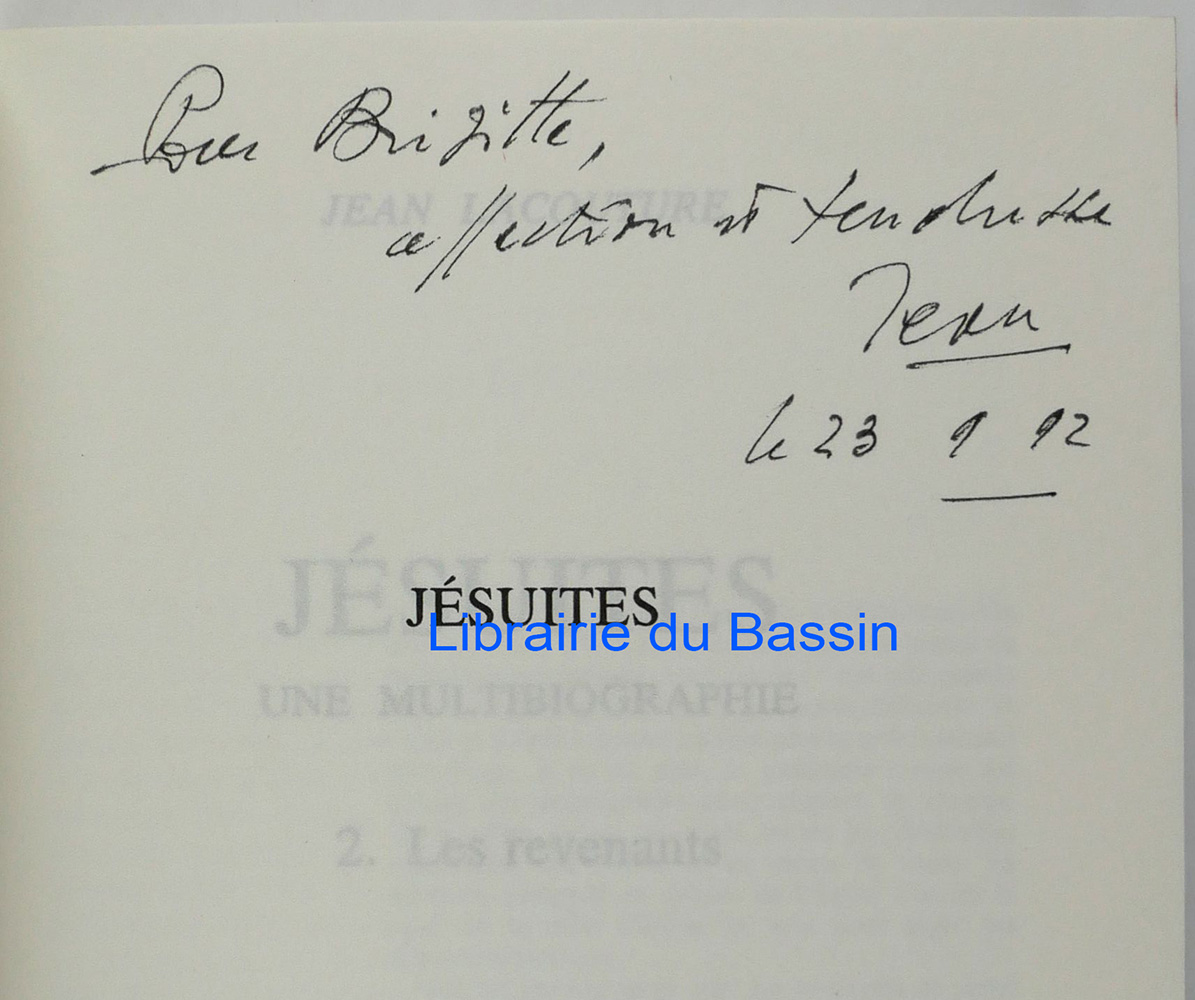 Pour Brigitte,
JEAN LACOUTURE
affection et tendresse
Jean
le 23 9 92
JÉSUITES
JÉSUITES
Librairie du Bassin
UNE MULTIBIOGRAPHIE
2. Les revenants